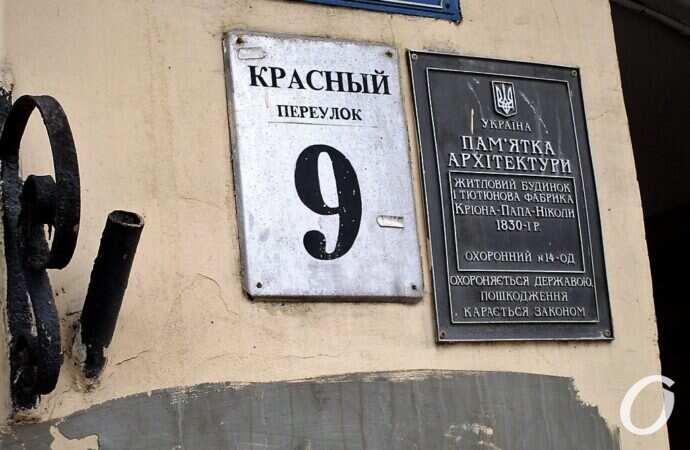 КРАСНЫЙ
ПЕРЕУЛОК
9
УКРАЇНА
ПАМ'ЯТКА
АРХІТЕКТУРИ
ЖИТЛОВИЙ БУДИНОК
І ТЮТЮНОВА ФАБРИКА
КРІОНА-ПАПА-НІКОЛИ
1830-І Р.
ОХОРОННИЙ №14-ОД
ОХОРОНЯЄТЬСЯ ДЕРЖАВОЮ,
ПОШКОДЖЕННЯ
КАРАЄТЬСЯ ЗАКОНОМ